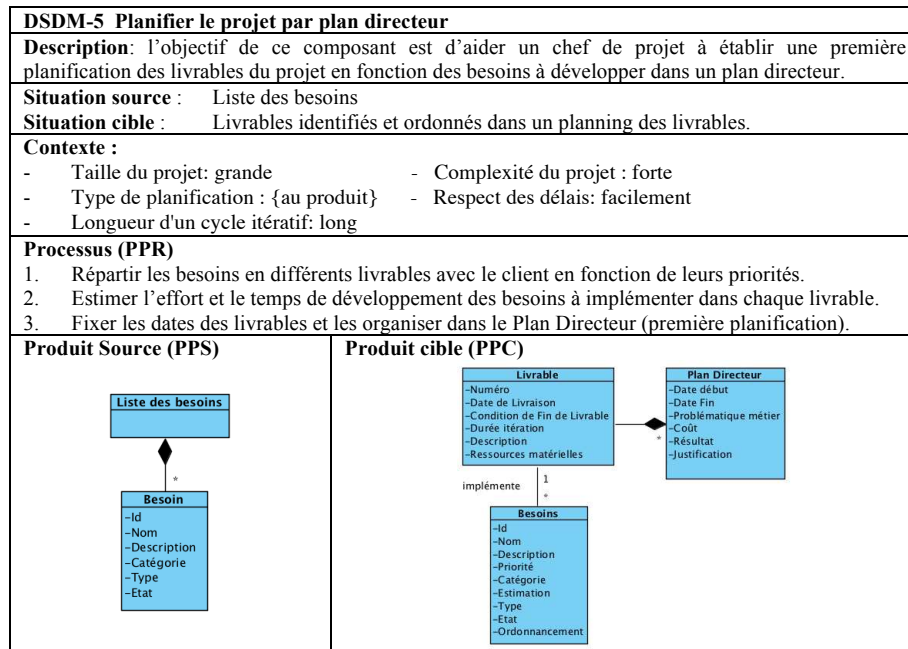 DSDM-5 Planifier le projet par plan directeur
Description: l’objectif de ce composant est d’aider un chef de projet à établir une première
planification des livrables du projet en fonction des besoins à développer dans un plan directeur.
Situation source : Liste des besoins
Situation cible : Livrables identifiés et ordonnés dans un planning des livrables.
Contexte :
- Taille du projet: grande - Complexité du projet : forte
- Type de planification : {au produit} - Respect des délais: facilement
- Longueur d'un cycle itératif: long
Processus (PPR)
1. Répartir les besoins en différents livrables avec le client en fonction de leurs priorités.
2. Estimer l’effort et le temps de développement des besoins à implémenter dans chaque livrable.
3. Fixer les dates des livrables et les organiser dans le Plan Directeur (première planification).
Produit Source (PPS)
Liste des besoins
*
Besoin
-Id
-Nom
-Description
-Catégorie
-Type
-Etat
Produit cible (PPC)
Livrable
-Numéro
-Date de Livraison
-Condition de Fin de Livrable
-Durée itération
-Description
-Ressources matérielles
*
Plan Directeur
-Date début
-Date Fin
-Problématique métier
-Coût
-Résultat
-Justification
implémente
1
*
Besoins
-Id
-Nom
-Description
-Priorité
-Catégorie
-Estimation
-Type
-Etat
-Ordonnancement